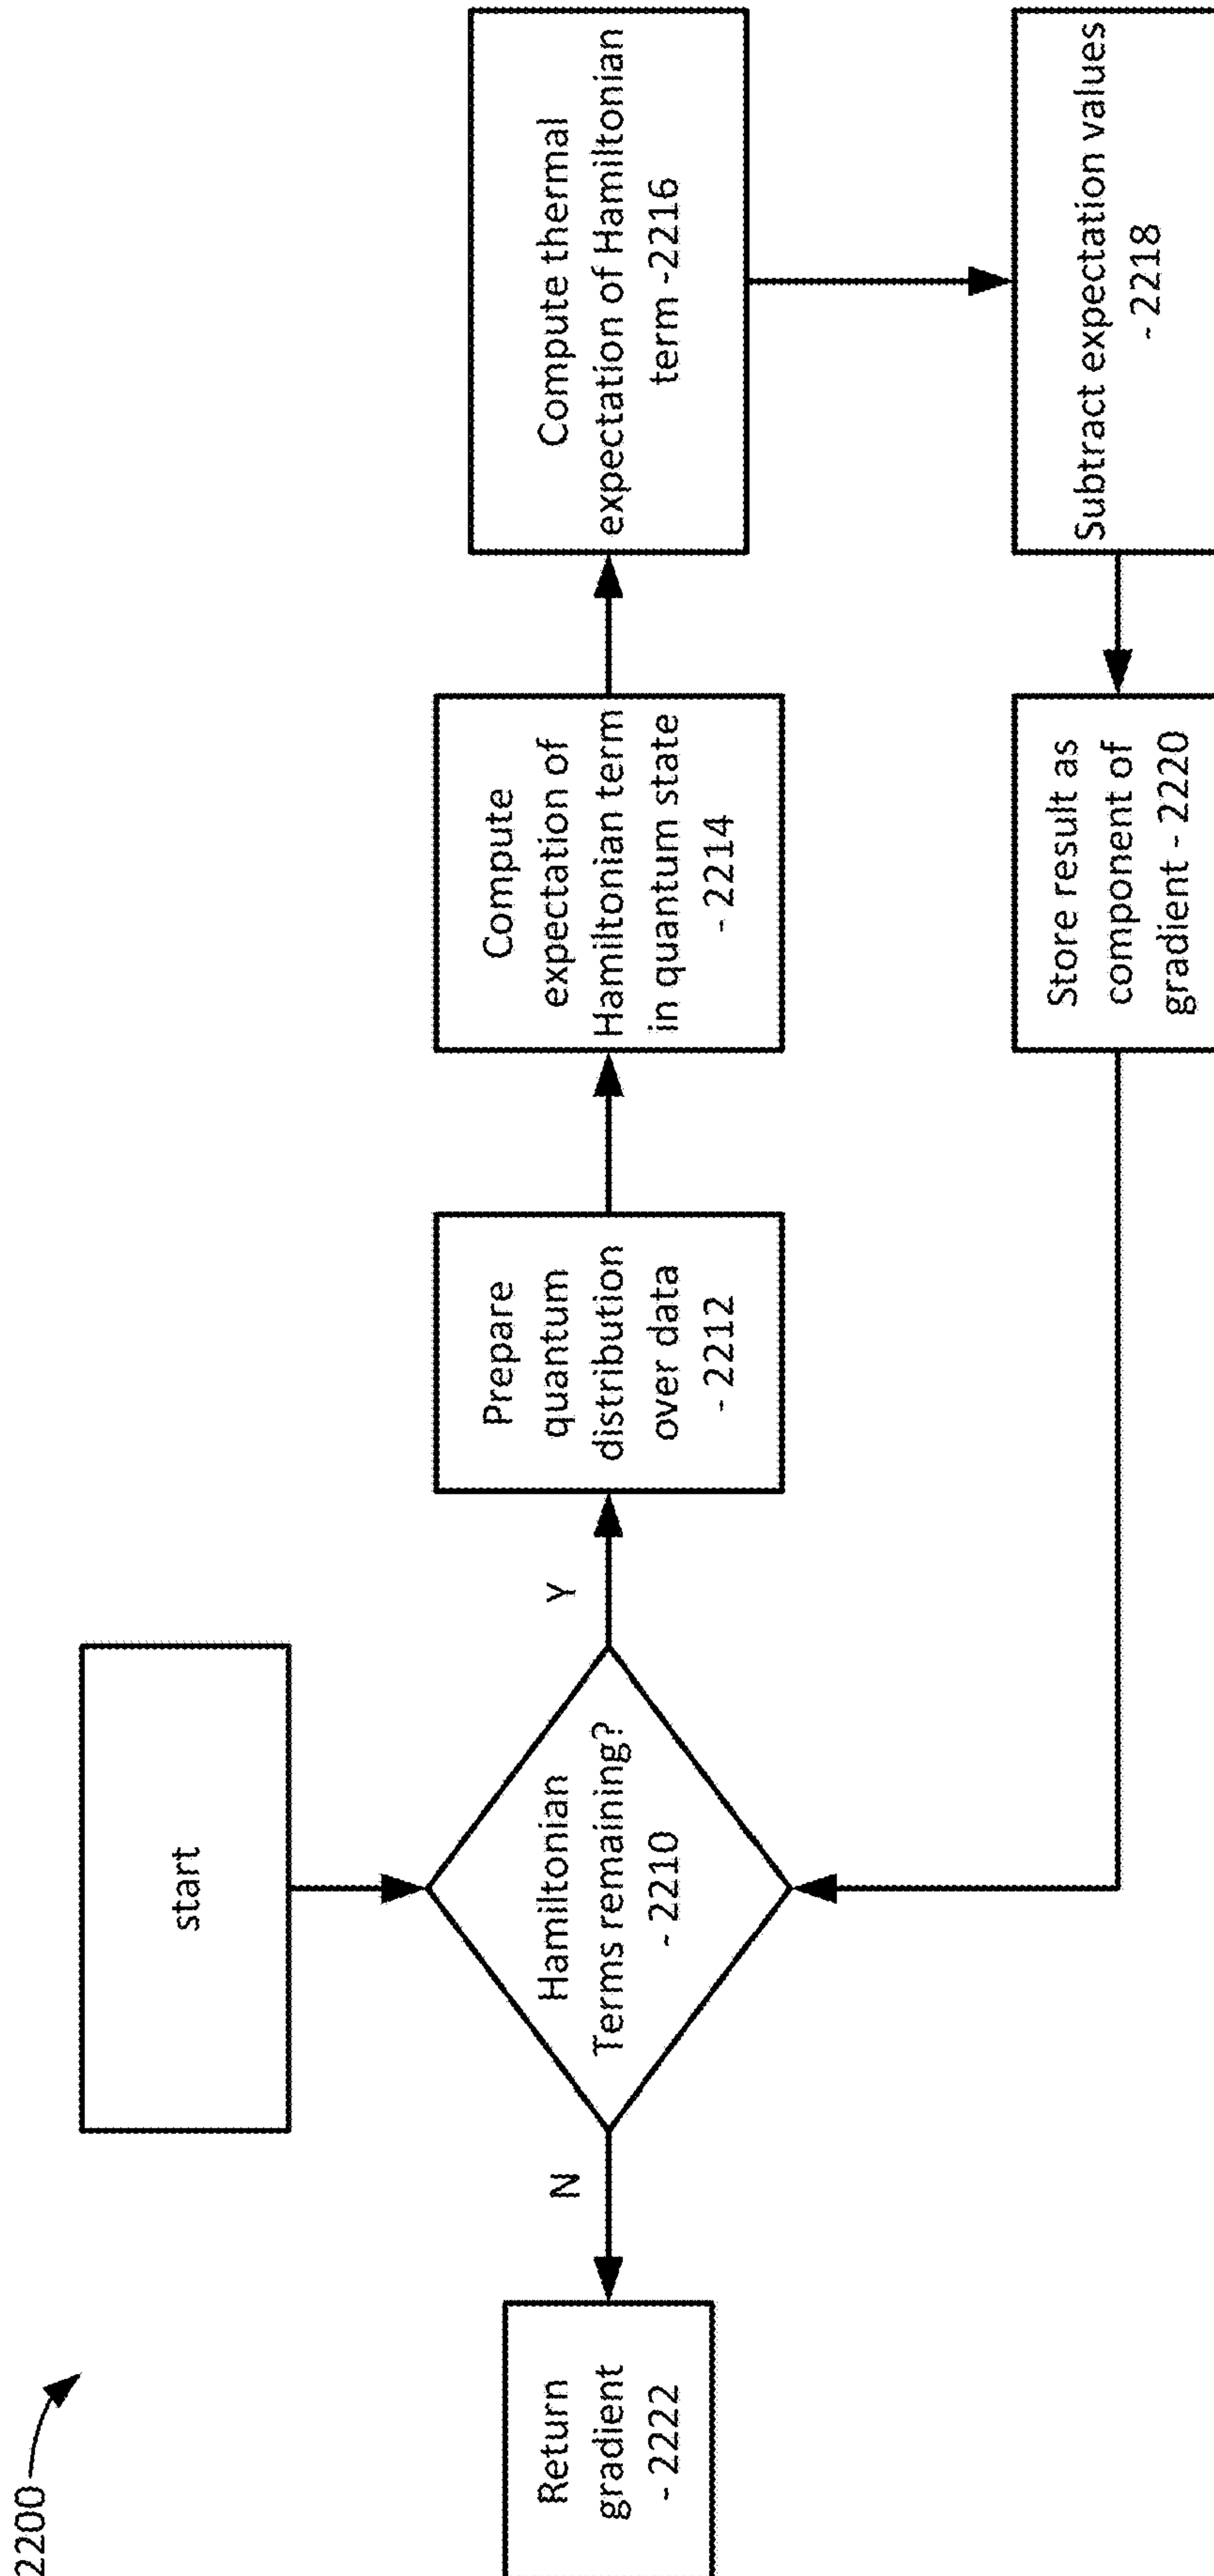 2200
start
Hamiltonian
Terms remaining?
- 2210
N
Y
Return
gradient
- 2222
Prepare
quantum
distribution
over data
- 2212
Compute
expectation of
Hamiltonian term
in quantum state
- 2214
Compute thermal
expectation of Hamiltonian
term -2216
Subtract expectation values
- 2218
Store result as
component of
gradient - 2220